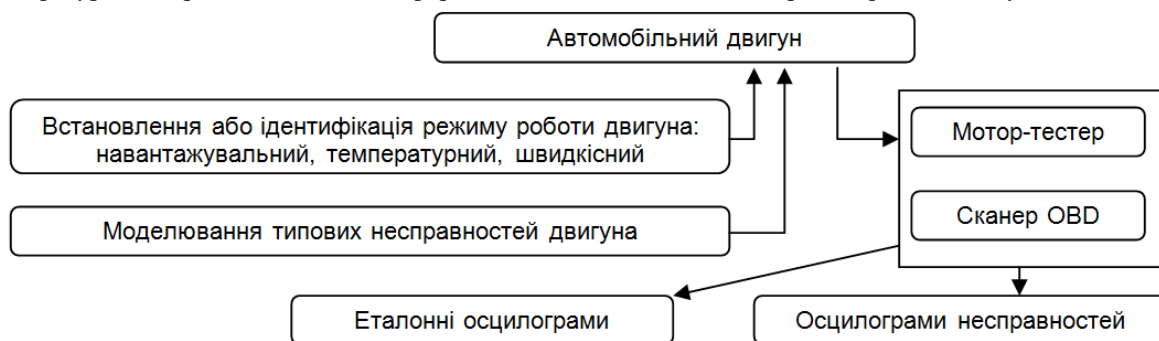 Автомобільний двигун
Встановлення або ідентифікація режиму роботи двигуна:
навантажувальний, температурний, швидкісний
Мотор-тестер
Сканер OBD
Моделювання типових несправностей двигуна
Еталонні осцилограми
Осцилограми несправностей